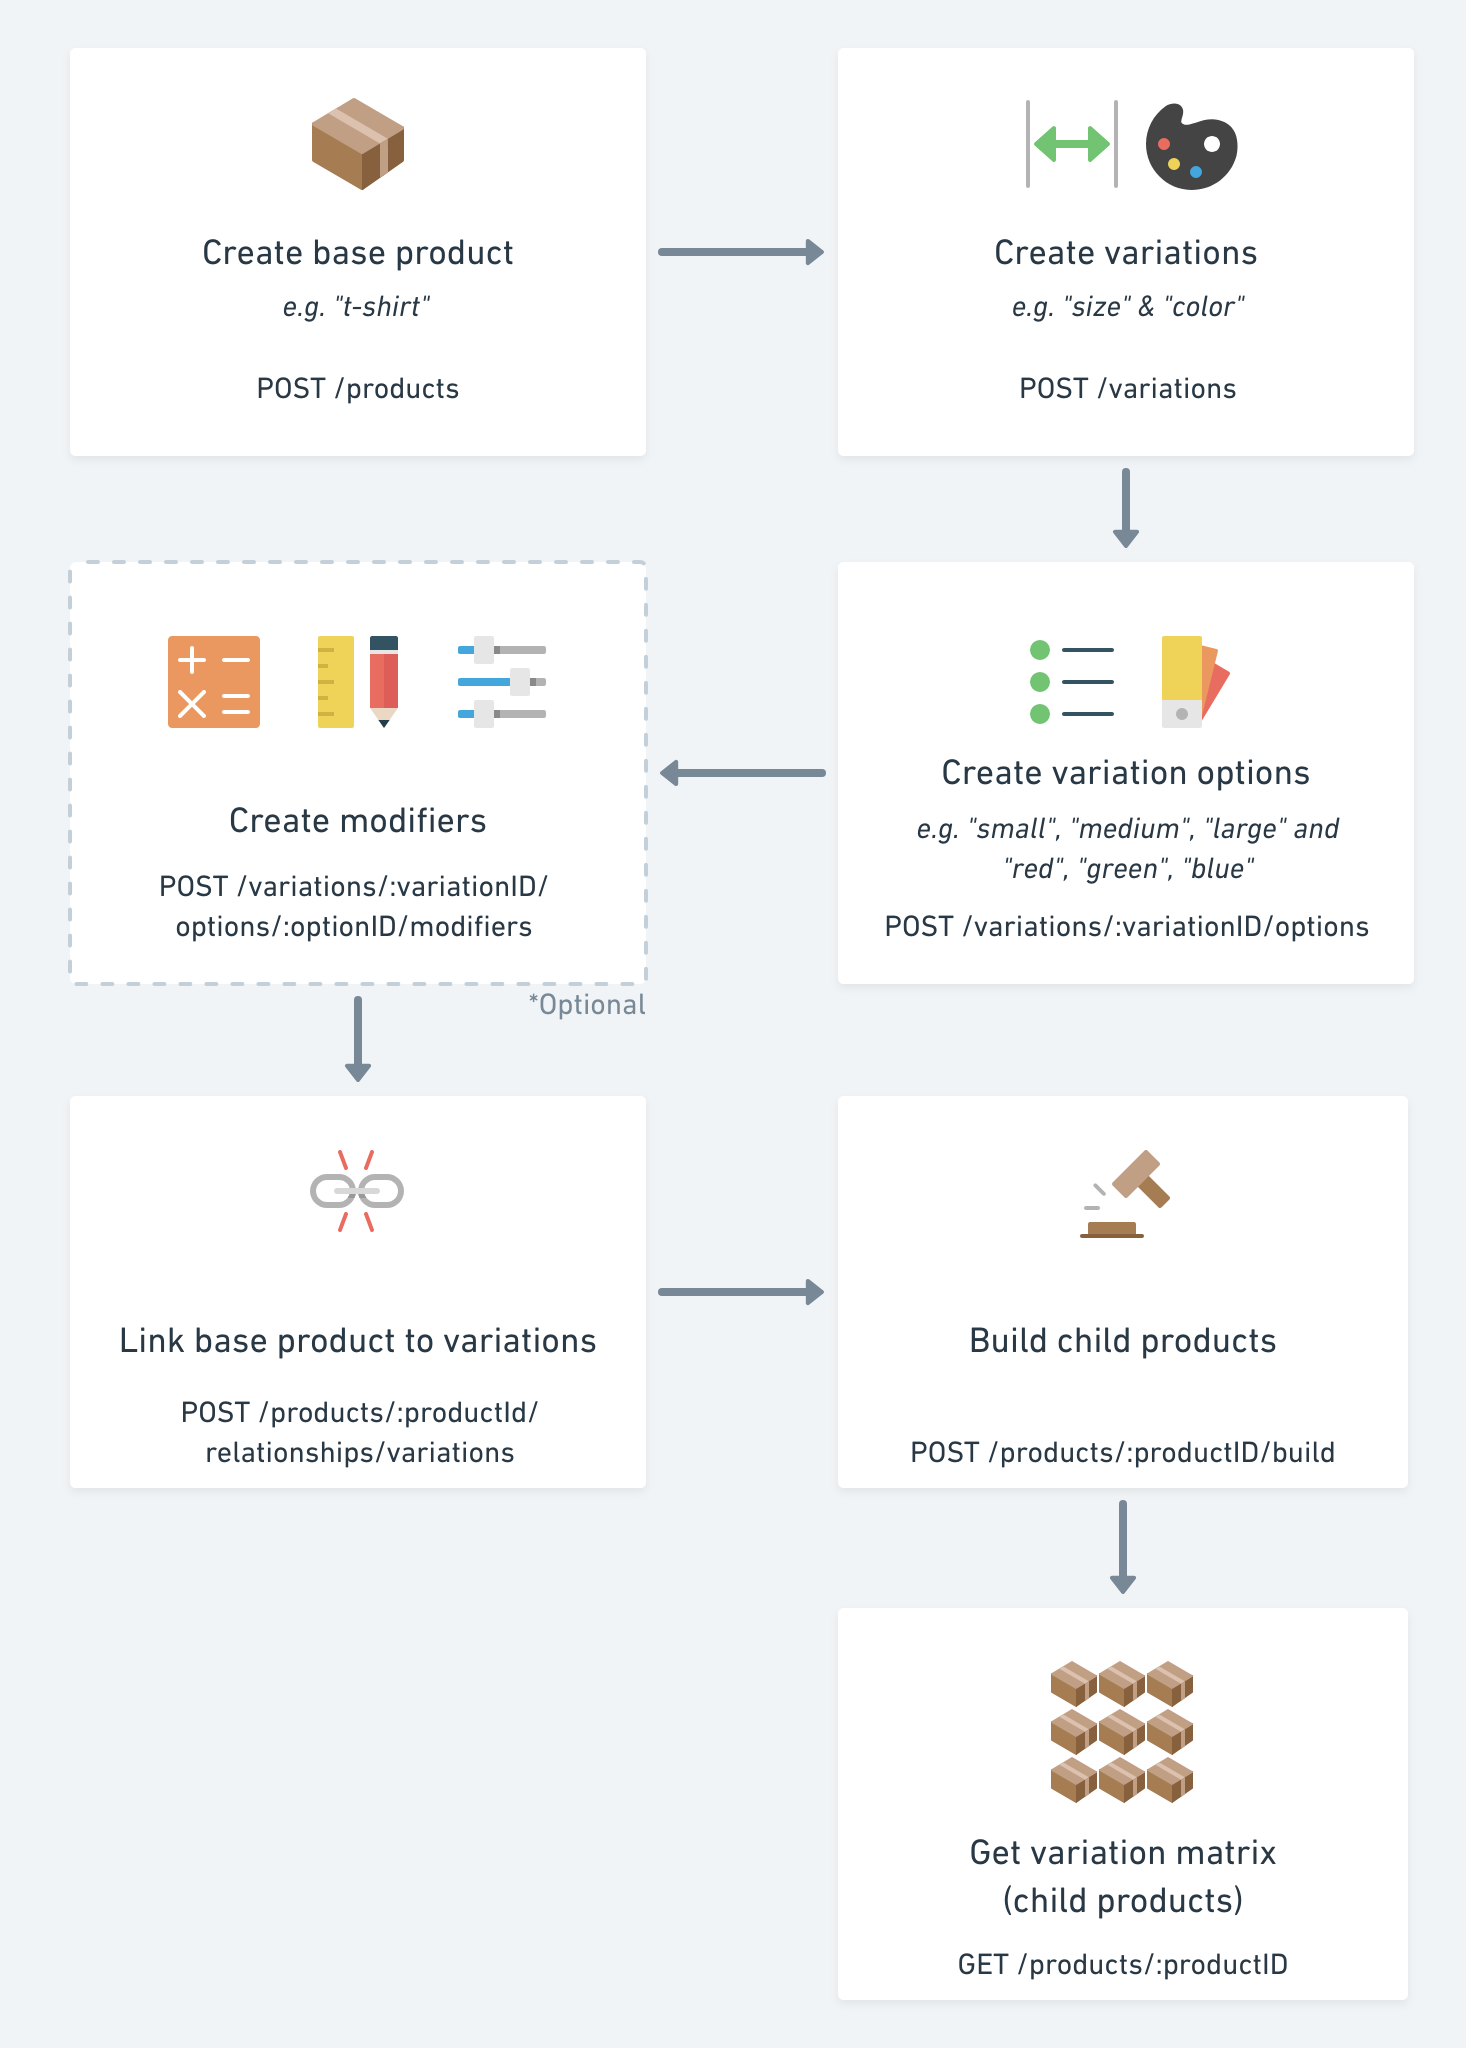 Create base product
e.g. "t-shirt"
POST /products
Create variations
e.g. "size" & "color"
POST /variations
Create variation options
e.g. "small", "medium", "large" and
"red", "green", "blue"
POST /variations/:variationID/options
Create modifiers
POST /variations/:variationID/
options/:optionID/modifiers
*Optional
Link base product to variations
POST /products/:productId/
relationships/variations
Build child products
POST /products/:productID/build
Get variation matrix
(child products)
GET /products/:productID